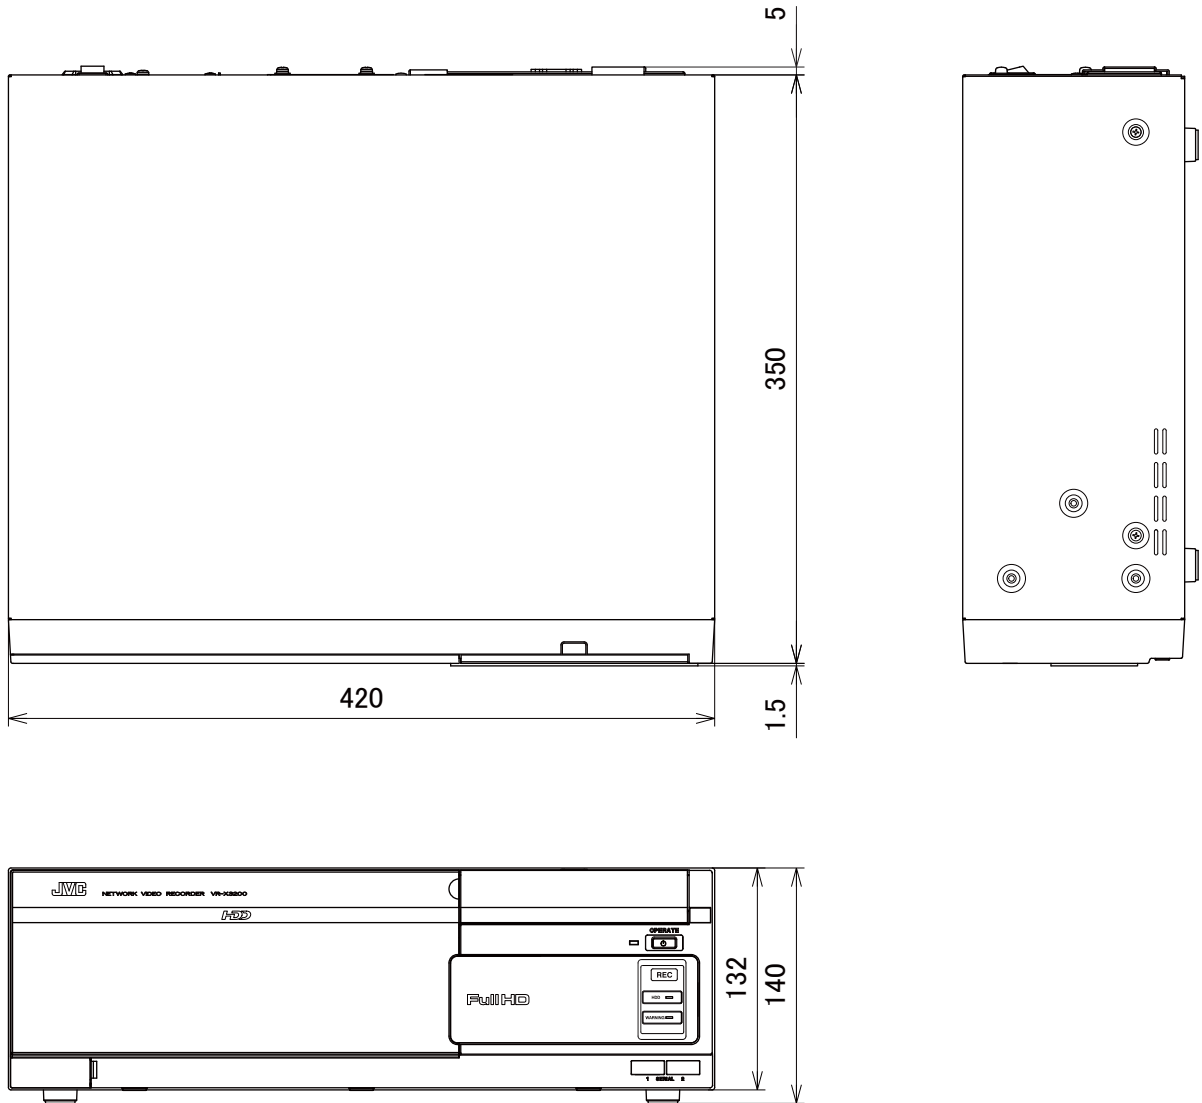 5
350
420
1.5
JVC NETWORK VIDEO RECORDER VR-X3200
HDD
OPERATE
REC
Full HD
HDD
WARNING
132
140
1 SERIAL 2